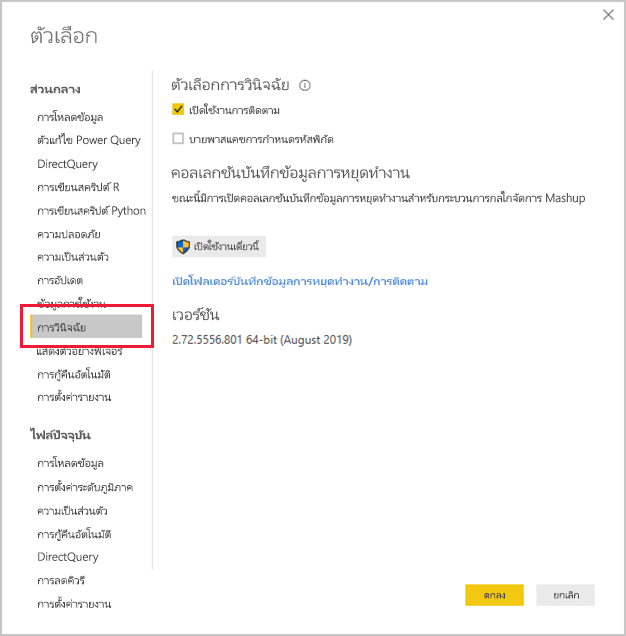 ตัวเลือก
ส่วนกลาง
การโหลดข้อมูล
ตัวแก้ไข Power Query
DirectQuery
การเขียนสคริปต์ R
การเขียนสคริปต์ Python
ความปลอดภัย
ความเป็นส่วนตัว
การอัปเดต
ข้อมูลการใช้งาน
การวินิจฉัย
แสดงตัวอย่างฟีเจอร์
การกู้คืนอัตโนมัติ
การตั้งค่ารายงาน
ไฟล์ปัจจุบัน
การโหลดข้อมูล
การตั้งค่าระดับภูมิภาค
ความเป็นส่วนตัว
การกู้คืนอัตโนมัติ
DirectQuery
การลดคิวรี
การตั้งค่ารายงาน
ตัวเลือกการวินิจฉัย
เปิดใช้งานการติดตาม
บายพาสแคชการกำหนดรหัสพิกัด
คอลเลกชันบันทึกข้อมูลการหยุดทำงาน
ขณะนี้มีการเปิดคอลเลกชันบันทึกข้อมูลการหยุดทำงานสำหรับกระบวนการกลไกจัดการ Mashup
เปิดใช้งานเดี๋ยวนี้
เปิดโฟลเดอร์บันทึกข้อมูลการหยุดทำงาน/การติดตาม
เวอร์ชัน
2.72.5556.801 64-bit (August 2019)
ตกลง
ยกเลิก